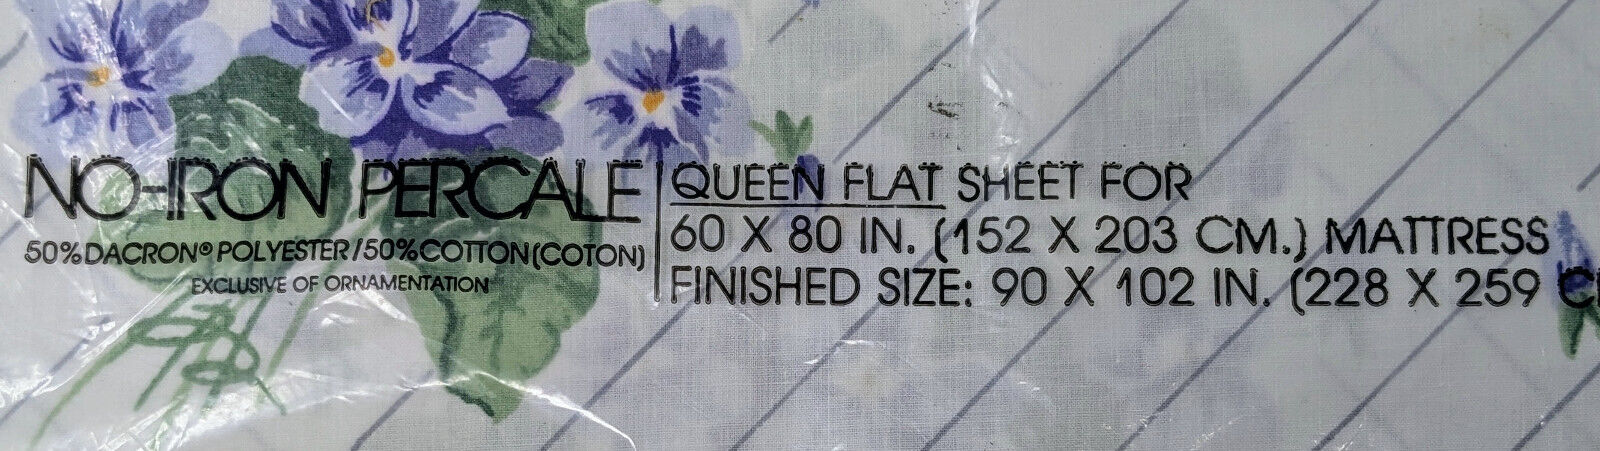 NO-IRON PERCALE
50% DACRON® POLYESTER/50% COTTON (COTON)
EXCLUSIVE OF ORNAMENTATION
QUEEN FLAT SHEET FOR
60 X 80 IN. (152 X 203 CM.) MATTRESS
FINISHED SIZE: 90 X 102 IN. (228 X 259